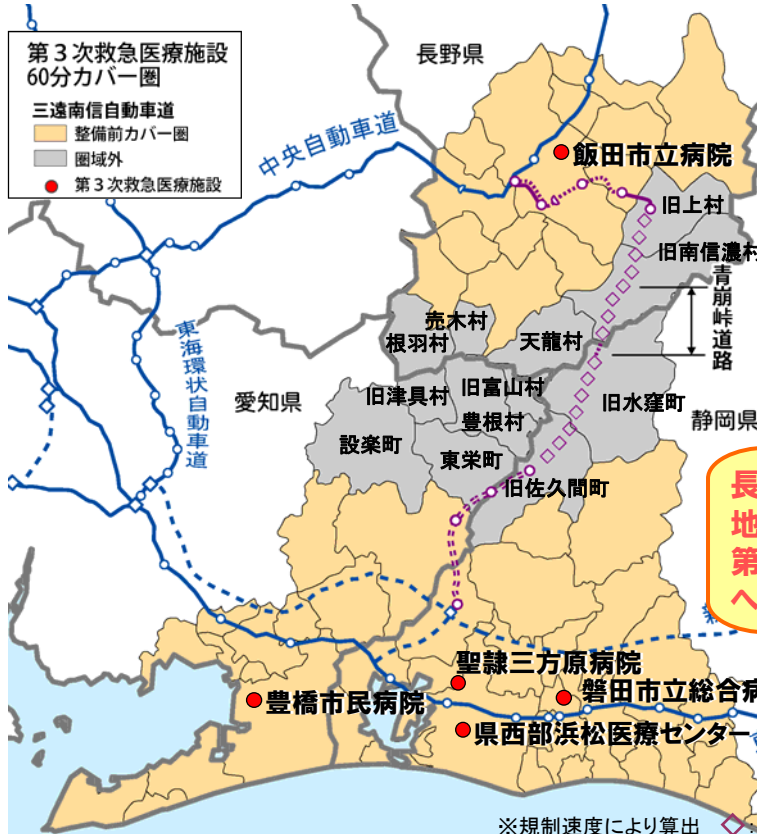 第３次救急医療施設
60分カバー圏
三遠南信自動車道
整備前カバー圏
圏域外
第３次救急医療施設
長野県
中央自動車道
飯田市立病院
旧上村
旧南信濃村
青崩峠道路
売木村
根羽村
天龍村
東海環状自動車道
愛知県
旧津具村
旧富山村
豊根村
旧水窪町
静岡県
設楽町
東栄町
旧佐久間町
長
地
第
へ
聖隷三方原病院
豊橋市民病院
磐田市立総合病
県西部浜松医療センター
※規制速度により算出